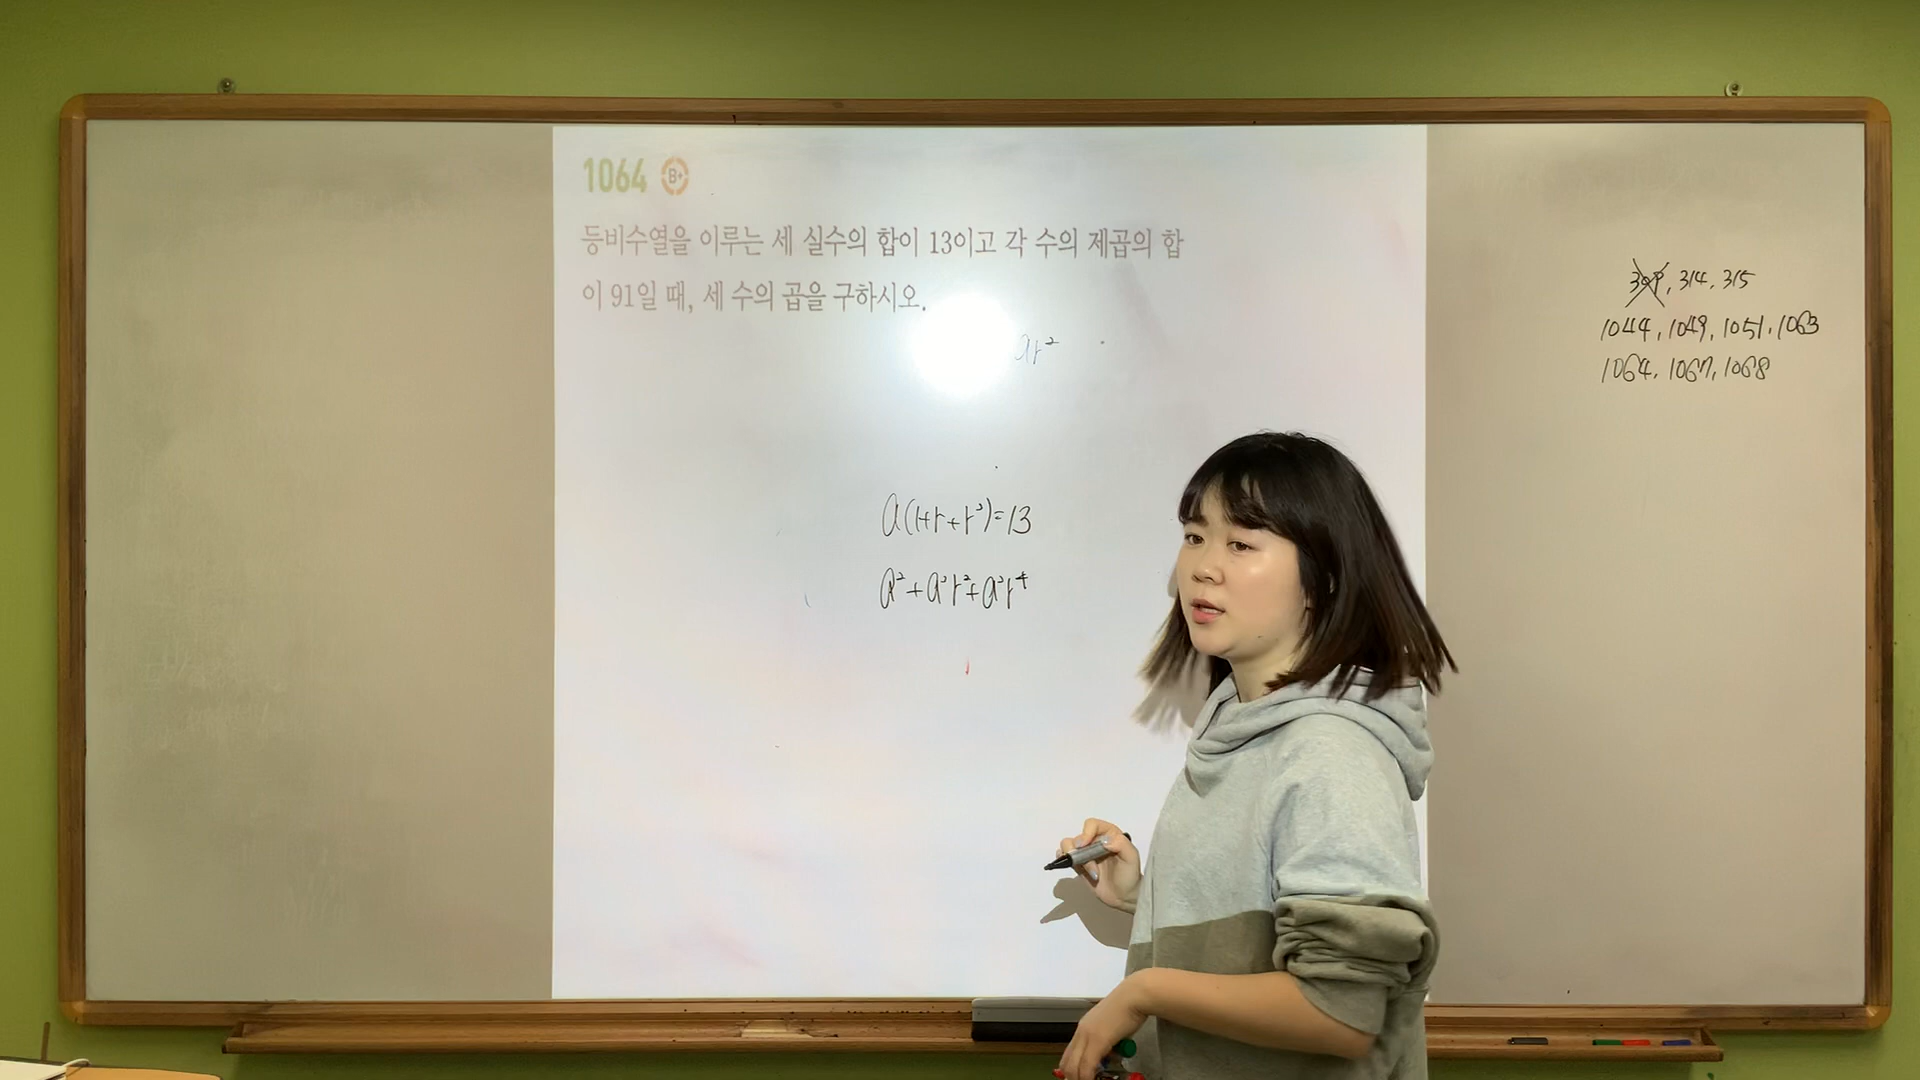 1064 B+
등비수열을 이루는 세 실수의 합이 13이고 각 수의 제곱의 합
이 91일 때, 세 수의 곱을 구하시오.
ar²
a(1+r+r²)=13
a²+a²r²+a²r⁴
314, 315
1044, 1049, 1051, 1063
1064, 1067, 1068